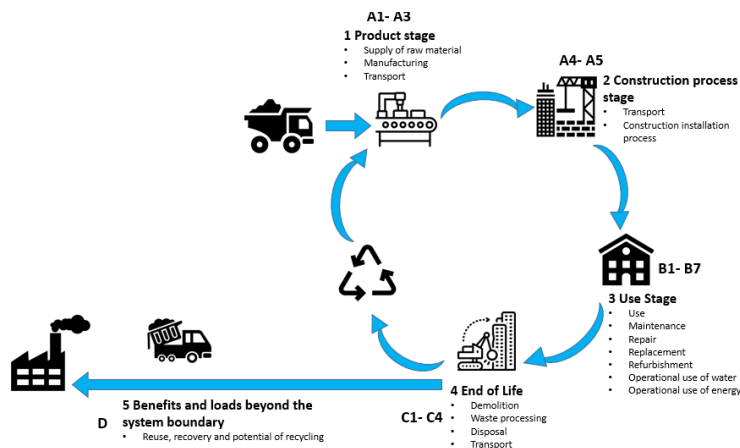 A1- A3
1 Product stage
• Supply of raw material
• Manufacturing
• Transport
A4- A5
2 Construction process
stage
• Transport
• Construction installation
process
B1- B7
3 Use Stage
• Use
• Maintenance
• Repair
• Replacement
• Refurbishment
• Operational use of water
• Operational use of energy
4 End of Life
• Demolition
• Waste processing
• Disposal
• Transport
C1- C4
5 Benefits and loads beyond the
system boundary
• Reuse, recovery and potential of recycling
D